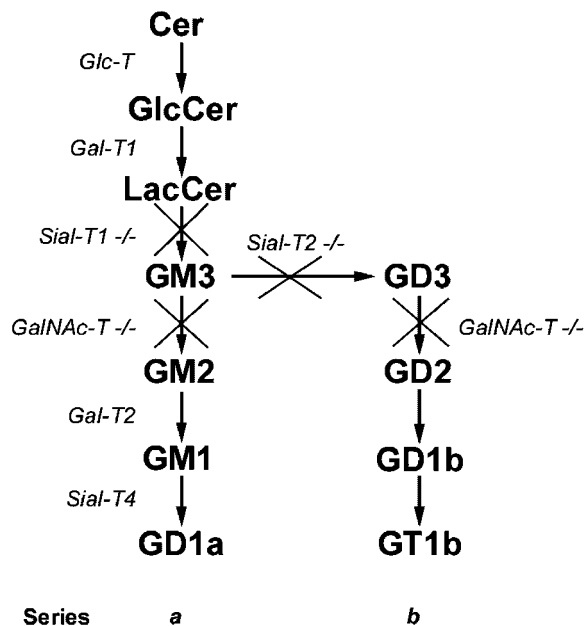 Cer
Glc-T
GlcCer
Gal-T1
LacCer
Sial-T1 -/-
Sial-T2 -/-
GM3
GD3
GalNAc-T -/-
GalNAc-T -/-
GM2
GD2
Gal-T2
GM1
GD1b
Sial-T4
GD1a
GT1b
Series a b